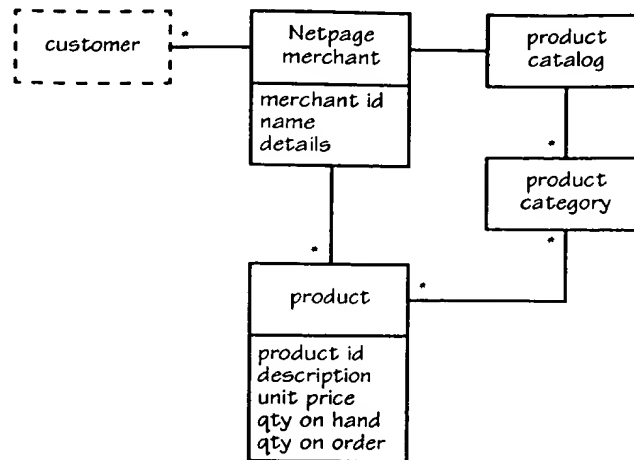 customer
*
Netpage
merchant
merchant id
name
details
product
catalog
*
product
category
*
*
product
*
product id
description
unit price
qty on hand
qty on order